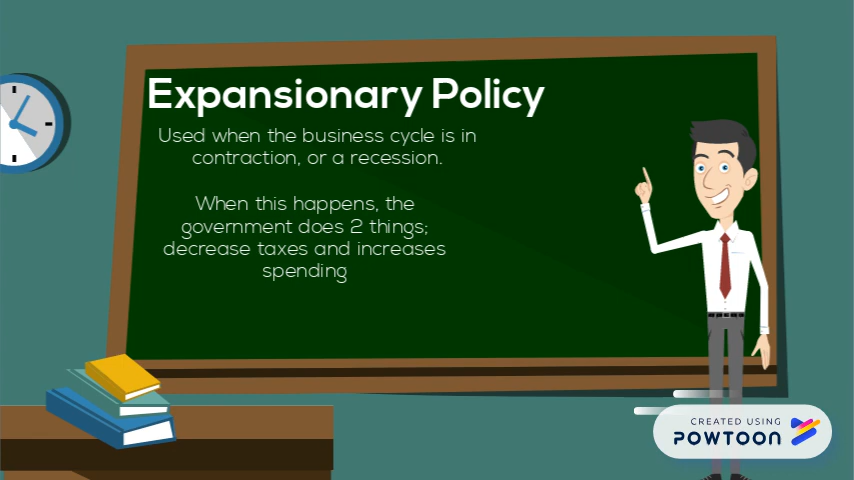 Expansionary Policy
Used when the business cycle is in
contraction, or a recession.
When this happens, the
government does 2 things;
decrease taxes and increases
spending
CREATED USING
POWTOON